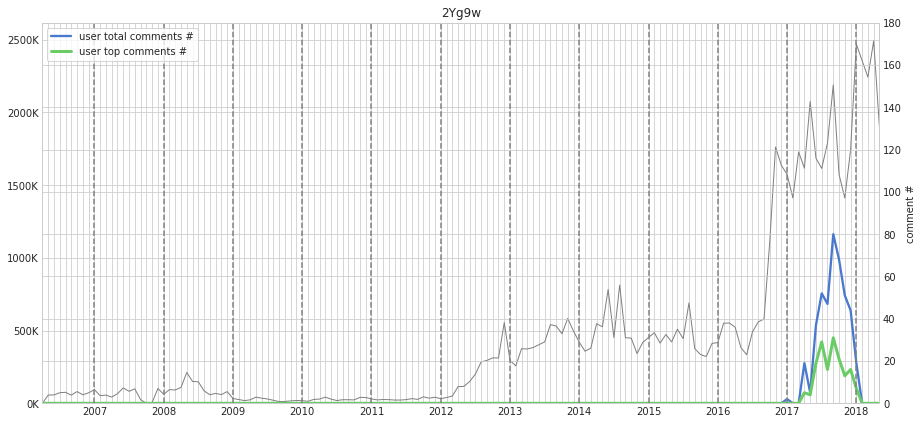 2Yg9w
user total comments #
user top comments #
2500K
2000K
1500K
1000K
500K
0K
180
160
140
120
100
80
60
40
20
0
comment #
2007 2008 2009 2010 2011 2012 2013 2014 2015 2016 2017 2018